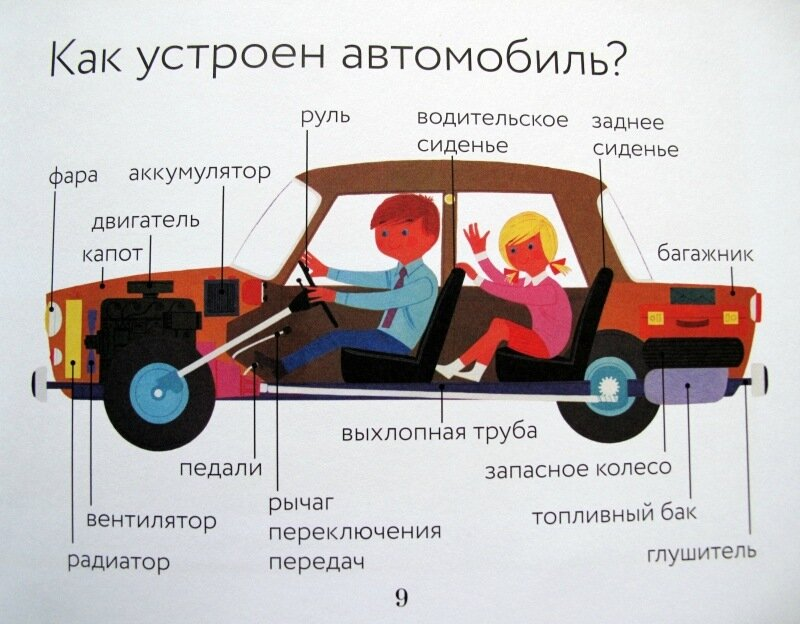 Как устроен автомобиль?
руль
водительское
сиденье
заднее
сиденье
фара
аккумулятор
двигатель
капот
багажник
выхлопная труба
педали
запасное колесо
рычаг
переключения
передач
вентилятор
топливный бак
радиатор
глушитель
9